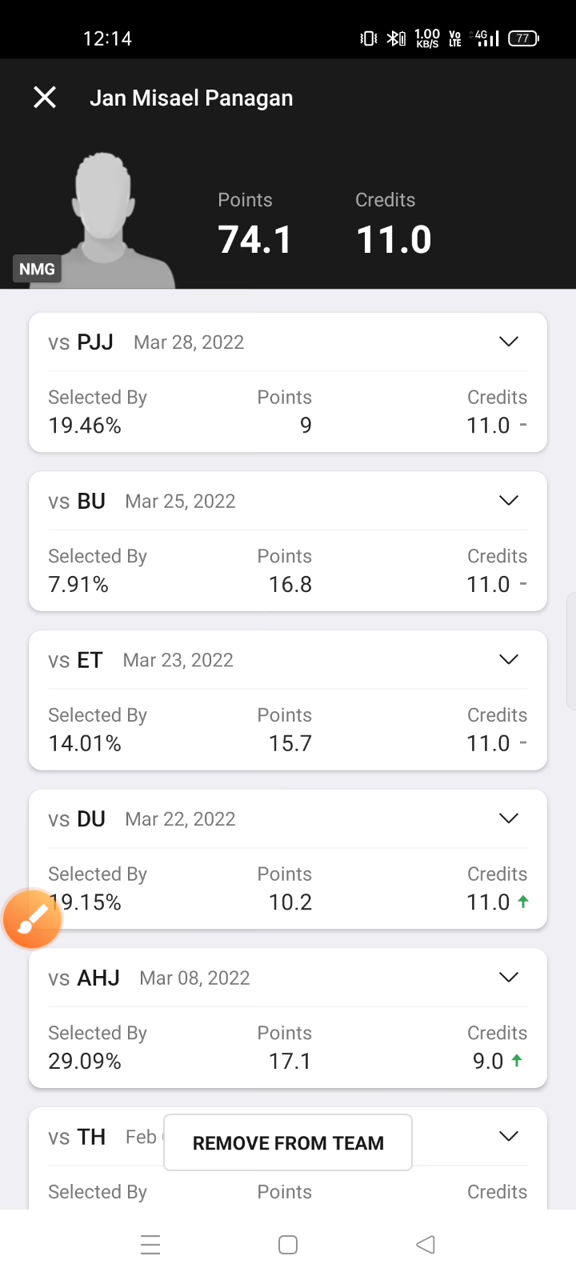 12:14 1.00 KB/S Vo LTE 4G 77
Jan Misael Panagan
Points Credits
74.1 11.0
NMG
vs PJJ Mar 28, 2022
Selected By Points Credits
19.46% 9 11.0 -
vs BU Mar 25, 2022
Selected By Points Credits
7.91% 16.8 11.0 -
vs ET Mar 23, 2022
Selected By Points Credits
14.01% 15.7 11.0 -
vs DU Mar 22, 2022
Selected By Points Credits
19.15% 10.2 11.0
vs AHJ Mar 08, 2022
Selected By Points Credits
29.09% 17.1 9.0
vs TH Feb
REMOVE FROM TEAM
Selected By Points Credits